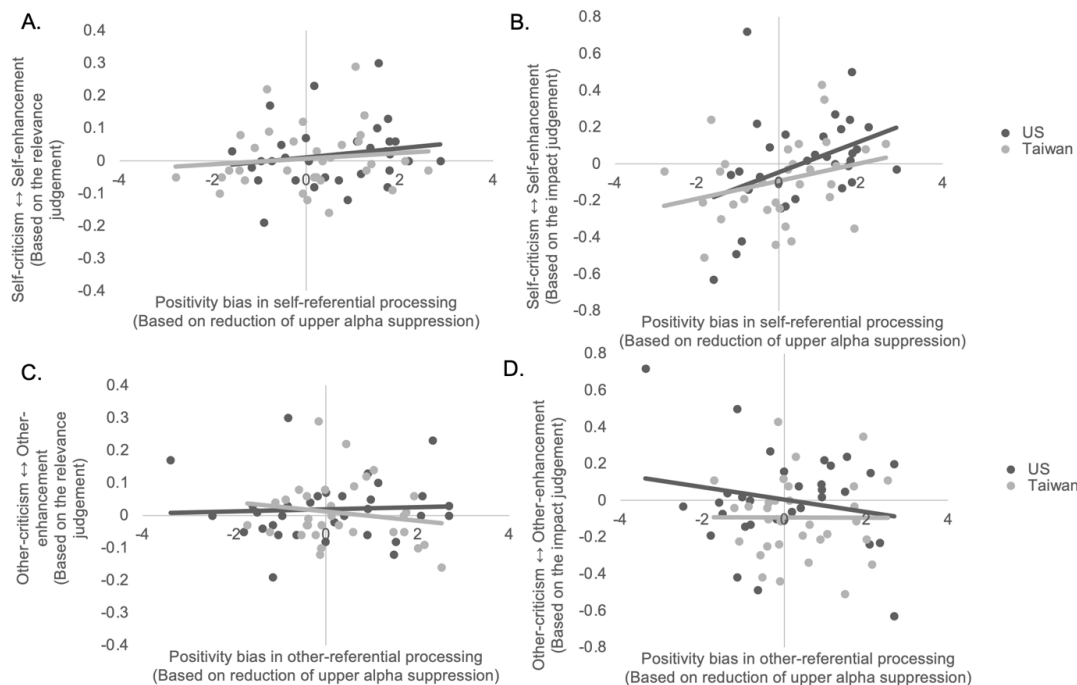 A.
0.4
0.3
0.2
0.1
0
-0.1
-0.2
-0.3
-0.4
-4
-2
0
2
4
Self-criticism ↔ Self-enhancement
(Based on the relevance
judgement)
Positivity bias in self-referential processing
(Based on reduction of upper alpha suppression)
B.
0.8
0.6
0.4
0.2
0
-0.2
-0.4
-0.6
-0.8
-4
-2
0
2
4
Self-criticism ↔ Self-enhancement
(Based on the impact judgement)
Positivity bias in self-referential processing
(Based on reduction of upper alpha suppression)
US
Taiwan
C.
0.4
0.3
0.2
0.1
0
-0.1
-0.2
-0.3
-0.4
-4
-2
0
2
4
Other-criticism ↔ Other-
enhancement
(Based on the relevance
judgement)
Positivity bias in other-referential processing
(Based on reduction of upper alpha suppression)
D.
0.8
0.6
0.4
0.2
0
-0.2
-0.4
-0.6
-0.8
-4
-2
0
2
4
Other-criticism ↔ Other-enhancement
(Based on the impact judgement)
Positivity bias in other-referential processing
(Based on reduction of upper alpha suppression)
US
Taiwan